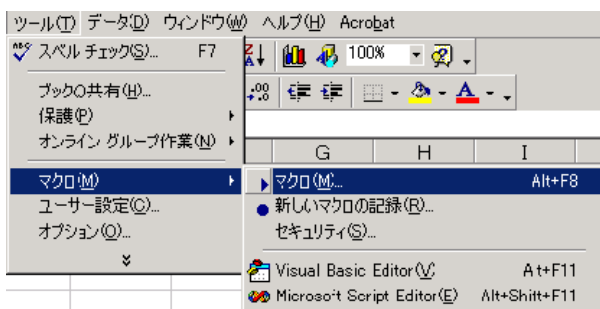 ツール(T) データ(D) ウィンドウ(W) ヘルプ(H) Acrobat
スペル チェック(S)... F7
100%
ブックの共有(H)...
保護(P)
オンライン グループ作業(N)
G H I
マクロ(M)
マクロ(M)... Alt+F8
ユーザー設定(C)...
新しいマクロの記録(R)...
オプション(O)...
セキュリティ(S)...
Visual Basic Editor(V) Alt+F11
Microsoft Script Editor(E) Alt+Shift+F11